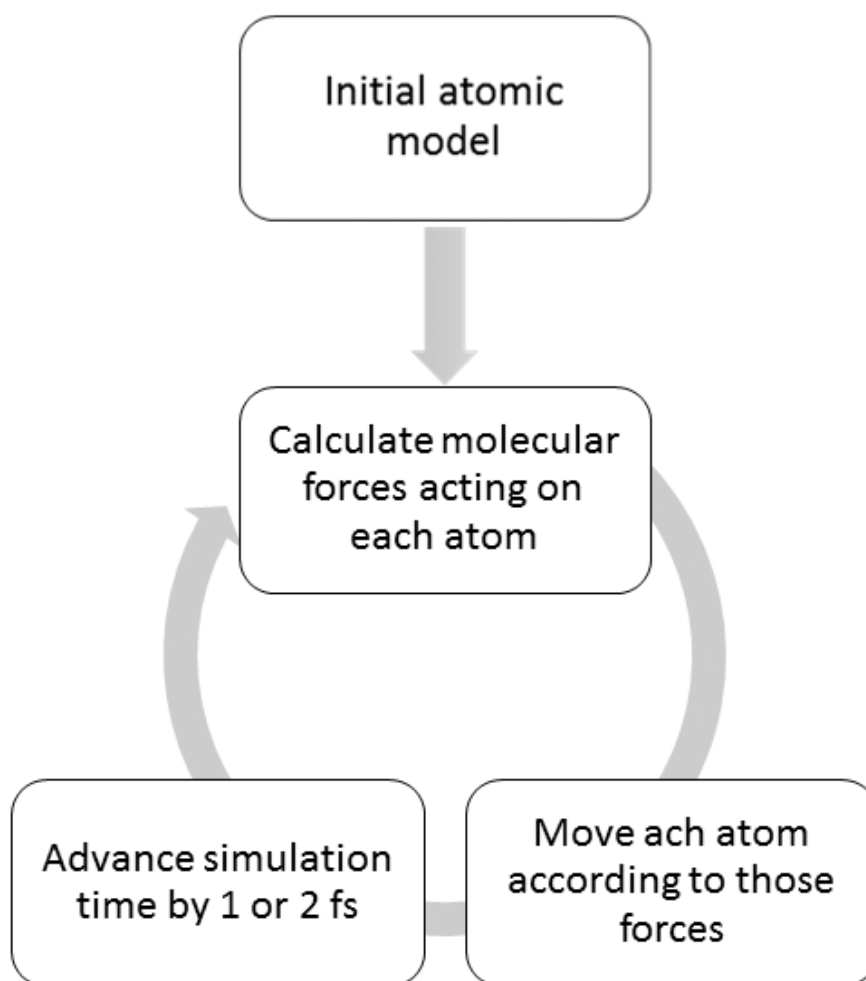 Initial atomic
model
Calculate molecular
forces acting on
each atom
Advance simulation
time by 1 or 2 fs
Move ach atom
according to those
forces